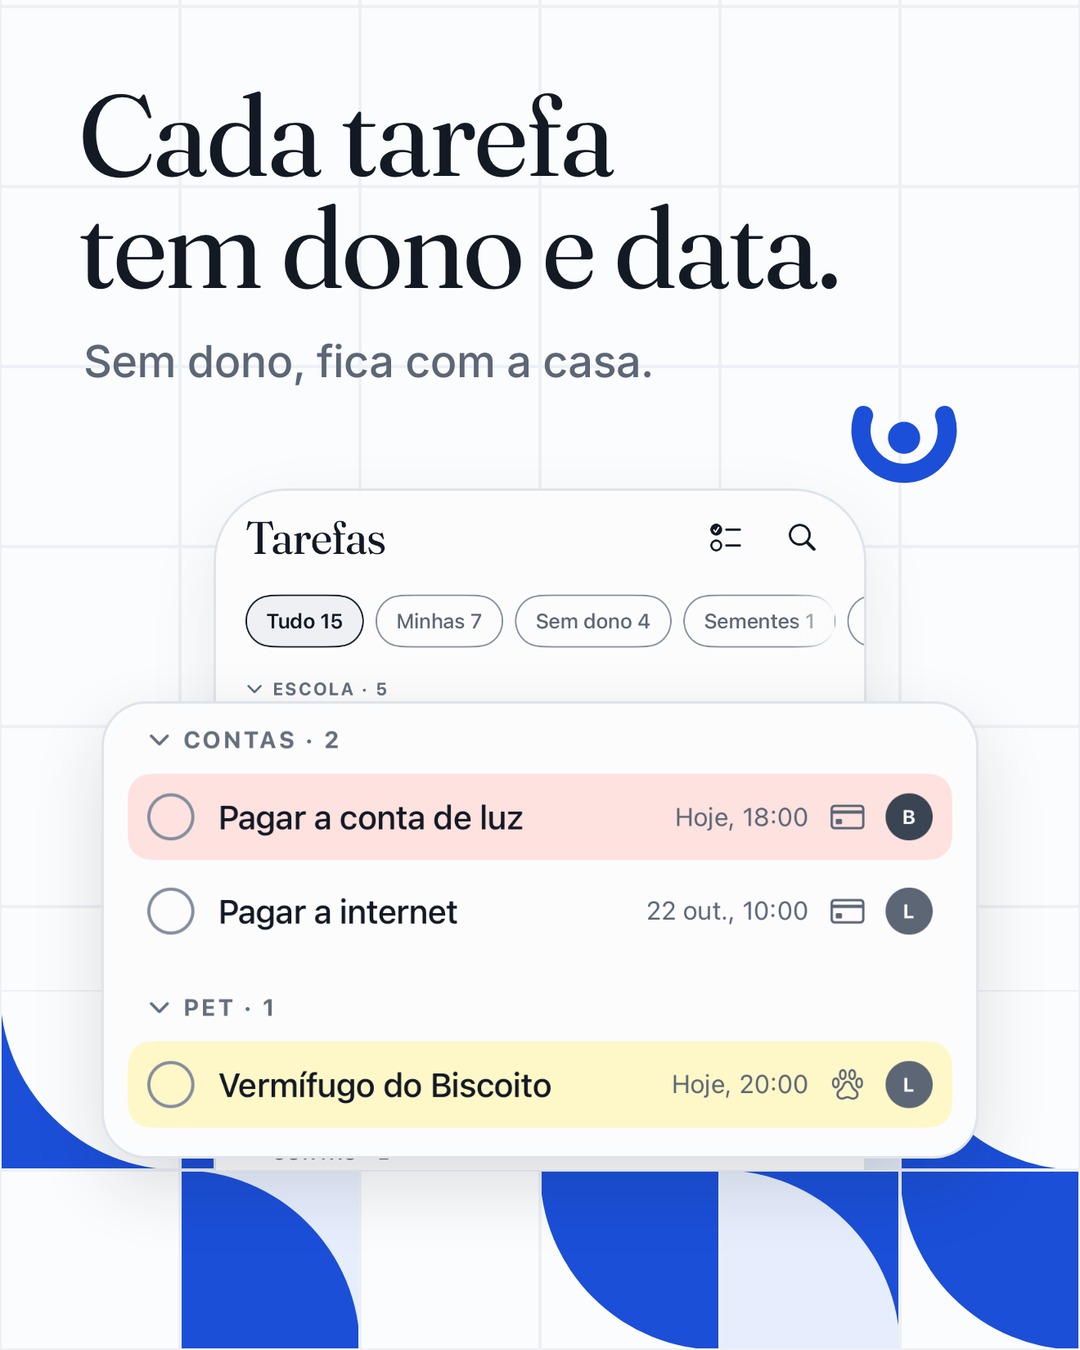 Cada tarefa
tem dono e data.
Sem dono, fica com a casa.
Tarefas
Tudo 15
Minhas 7
Sem dono 4
Sementes 1
ESCOLA · 5
CONTAS · 2
Pagar a conta de luz
Hoje, 18:00
B
Pagar a internet
22 out., 10:00
L
PET · 1
Vermífugo do Biscoito
Hoje, 20:00
L